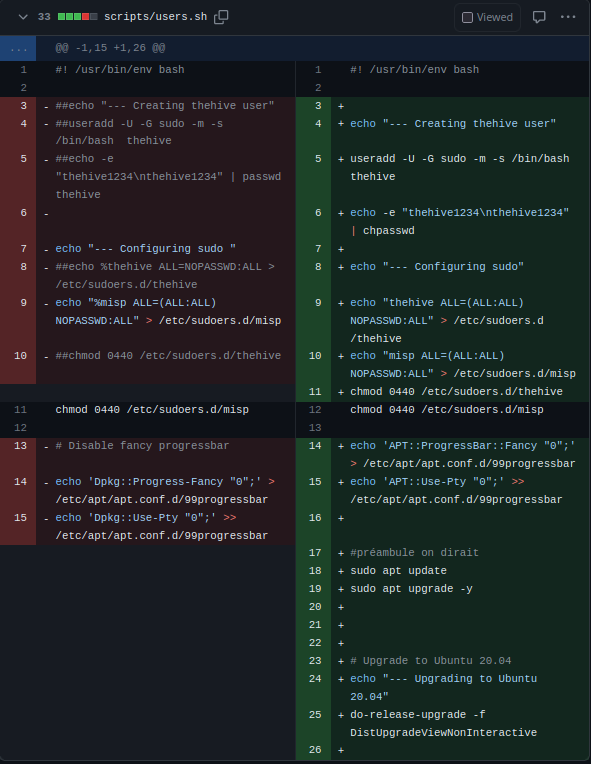 33 scripts/users.sh Viewed ...
... @@ -1,15 +1,26 @@
1 #! /usr/bin/env bash
2
3 - ##echo "--- Creating thehive user"
4 - ##useradd -U -G sudo -m -s
/bin/bash  thehive
5 - ##echo -e
"thehive1234\nthehive1234" | passwd
thehive
6 -
7 - echo "--- Configuring sudo "
8 - ##echo %thehive ALL=NOPASSWD:ALL >
/etc/sudoers.d/thehive
9 - echo "%misp ALL=(ALL:ALL)
NOPASSWD:ALL" > /etc/sudoers.d/misp
10 - ##chmod 0440 /etc/sudoers.d/thehive
11 chmod 0440 /etc/sudoers.d/misp
12
13 - # Disable fancy progressbar
14 - echo 'Dpkg::Progress-Fancy "0";' >
/etc/apt/apt.conf.d/99progressbar
15 - echo 'Dpkg::Use-Pty "0";' >>
/etc/apt/apt.conf.d/99progressbar
1 #! /usr/bin/env bash
2
3 +
4 + echo "--- Creating thehive user"
5 + useradd -U -G sudo -m -s /bin/bash
thehive
6 + echo -e "thehive1234\nthehive1234"
| chpasswd
7 +
8 + echo "--- Configuring sudo"
9 + echo "thehive ALL=(ALL:ALL)
NOPASSWD:ALL" > /etc/sudoers.d
/thehive
10 + echo "misp ALL=(ALL:ALL)
NOPASSWD:ALL" > /etc/sudoers.d/misp
11 + chmod 0440 /etc/sudoers.d/thehive
12 chmod 0440 /etc/sudoers.d/misp
13
14 + echo 'APT::ProgressBar::Fancy "0";'
> /etc/apt/apt.conf.d/99progressbar
15 + echo 'APT::Use-Pty "0";' >>
/etc/apt/apt.conf.d/99progressbar
16 +
17 + #préambule on dirait
18 + sudo apt update
19 + sudo apt upgrade -y
20 +
21 +
22 +
23 + # Upgrade to Ubuntu 20.04
24 + echo "--- Upgrading to Ubuntu
20.04"
25 + do-release-upgrade -f
DistUpgradeViewNonInteractive
26 +